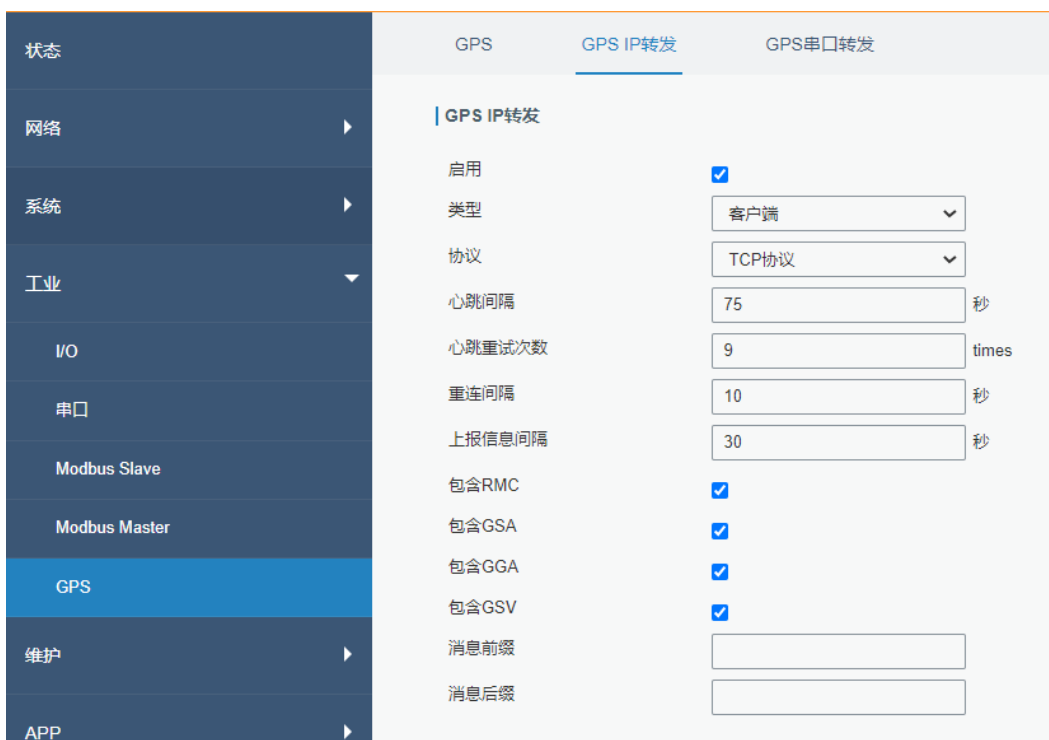 状态
网络
系统
工业
I/O
串口
Modbus Slave
Modbus Master
GPS
维护
APP
GPS GPS IP转发 GPS串口转发
GPS IP转发
启用
类型 客户端
协议 TCP协议
心跳间隔 75 秒
心跳重试次数 9 times
重连间隔 10 秒
上报信息间隔 30 秒
包含RMC
包含GSA
包含GGA
包含GSV
消息前缀
消息后缀